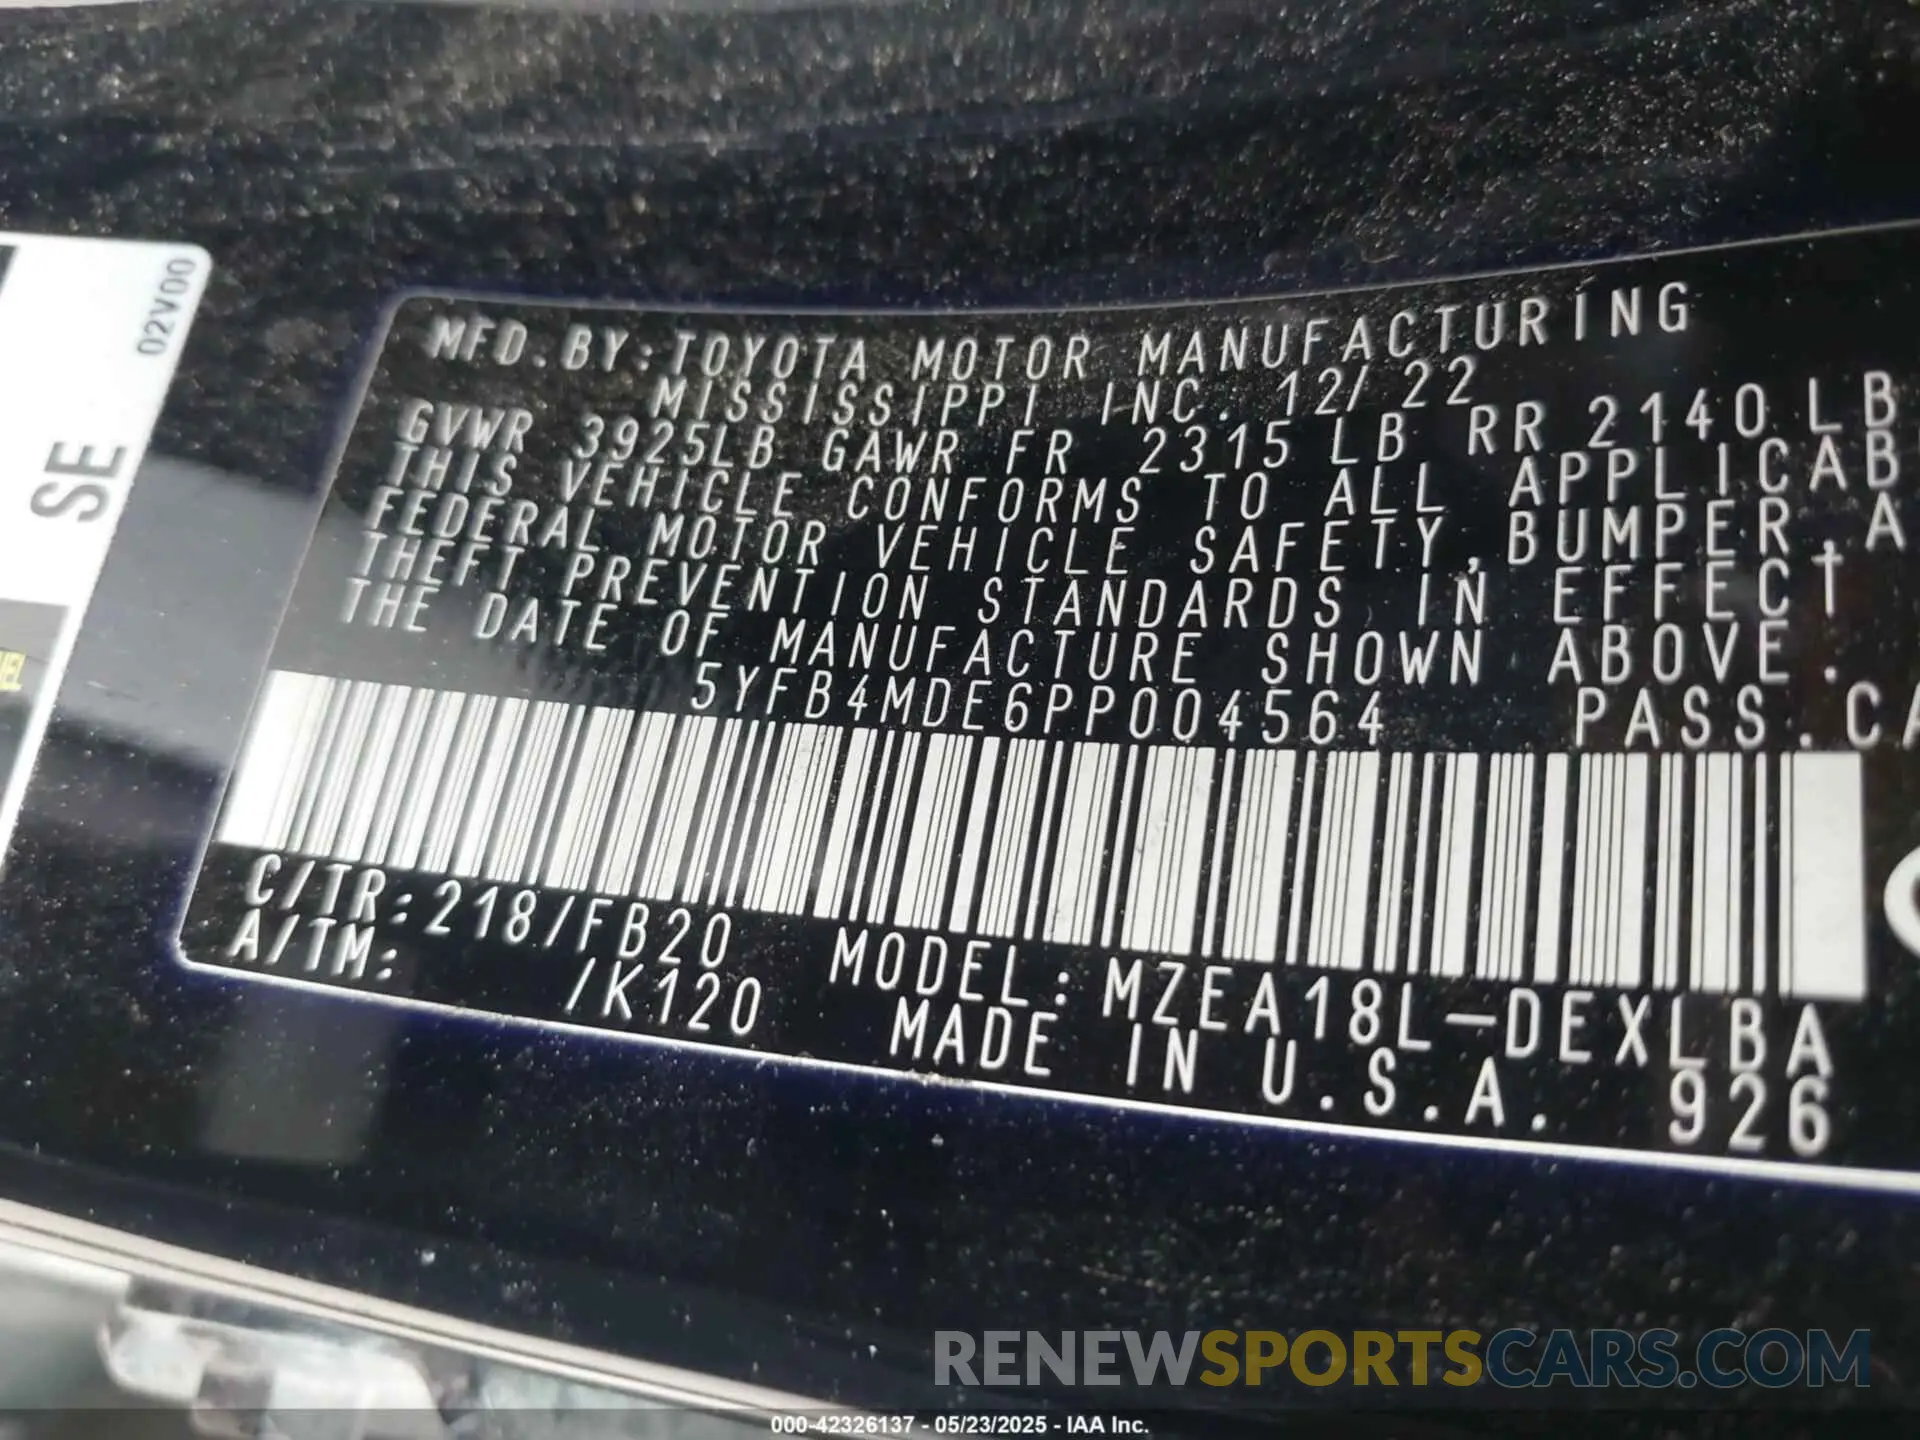 02V00
SE
MFD.BY:TOYOTA MOTOR MANUFACTURING
MISSISSIPPI INC. 12/22
GVWR 3925LB GAWR FR 2315 LB RR 2140 LB
THIS VEHICLE CONFORMS TO ALL APPLICAB
FEDERAL MOTOR VEHICLE SAFETY, BUMPER, A
THEFT PREVENTION STANDARDS IN EFFECT
THE DATE OF MANUFACTURE SHOWN ABOVE.
5YFB4MDE6PP004564 PASS.CA
C/TR:218/FB20 MODEL:MZEA18L-DEXLBA
A/TM: /K120 MADE IN U.S.A. 926
RENEWSPORTSCARS.COM
000-42326137 - 05/23/2025 - IAA Inc.